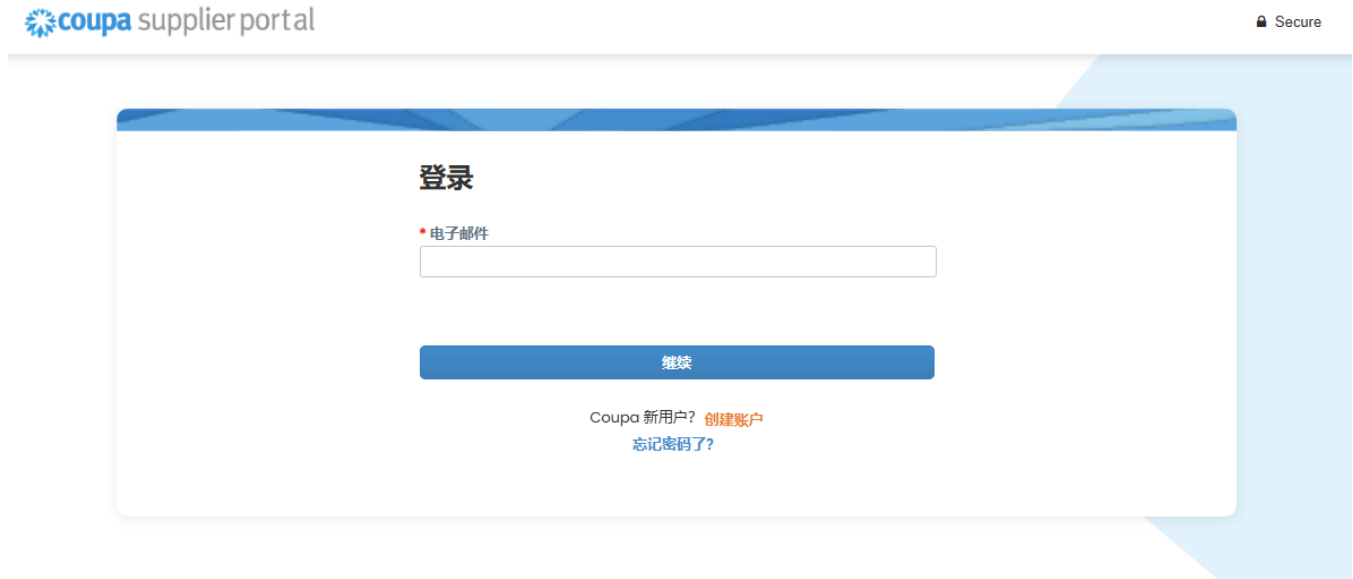 coupa supplier portal
Secure
登录
* 电子邮件
继续
Coupa 新用户? 创建账户
忘记密码了?